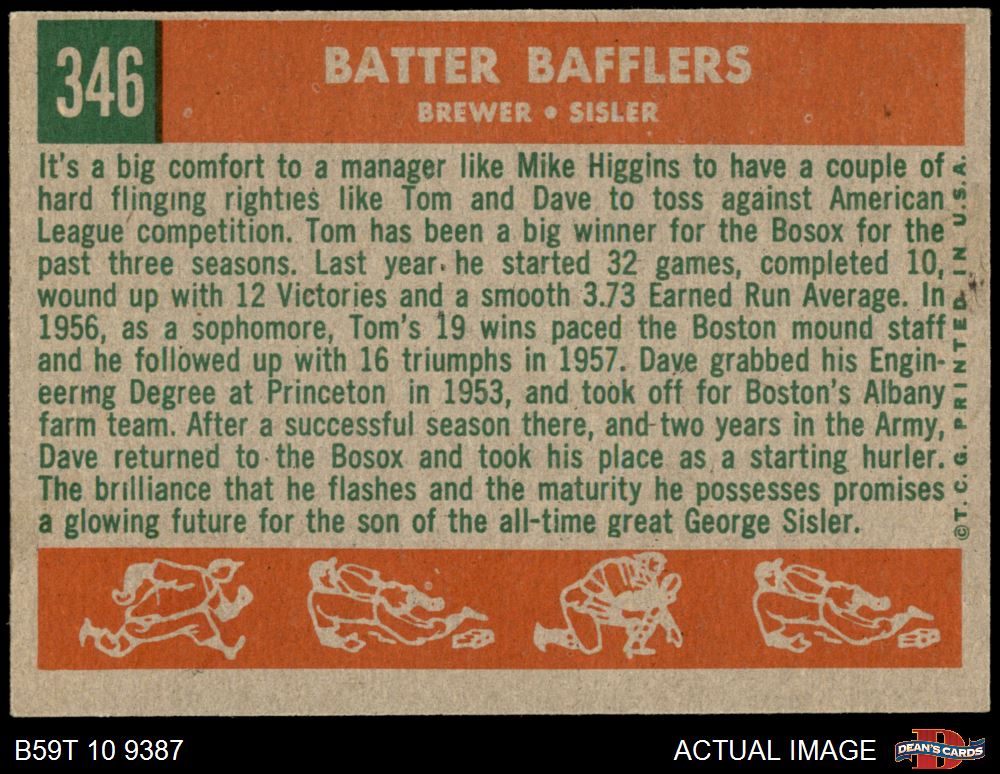 346
BATTER BAFFLERS
BREWER • SISLER
It's a big comfort to a manager like Mike Higgins to have a couple of
hard flinging righties like Tom and Dave to toss against American
League competition. Tom has been a big winner for the Bosox for the
past three seasons. Last year he started 32 games, completed 10,
wound up with 12 Victories and a smooth 3.73 Earned Run Average. In
1956, as a sophomore, Tom's 19 wins paced the Boston mound staff
and he followed up with 16 triumphs in 1957. Dave grabbed his Engin-
eering Degree at Princeton in 1953, and took off for Boston's Albany
farm team. After a successful season there, and two years in the Army,
Dave returned to the Bosox and took his place as a starting hurler.
The brilliance that he flashes and the maturity he possesses promises
a glowing future for the son of the all-time great George Sisler.
© T. C. G. PRINTED IN U.S.A.
B59T 10 9387
ACTUAL IMAGE
D
DEAN'S CARDS